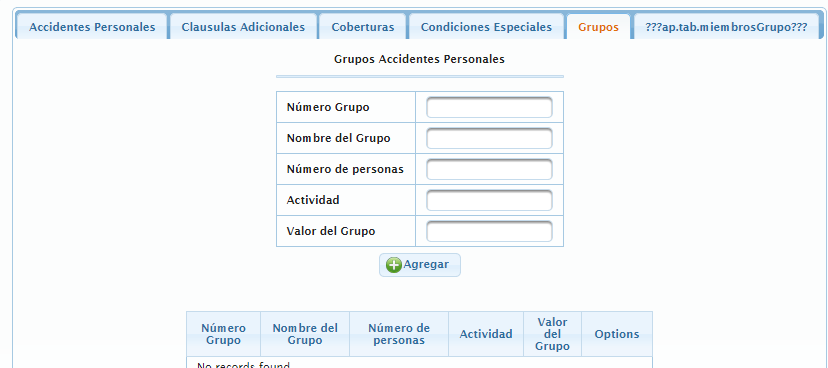 Accidentes Personales
Clausulas Adicionales
Coberturas
Condiciones Especiales
Grupos
???ap.tab.miembrosGrupo???
Grupos Accidentes Personales
Número Grupo
Nombre del Grupo
Número de personas
Actividad
Valor del Grupo
Agregar
Número
Grupo
Nombre del
Grupo
Número de
personas
Actividad
Valor
del
Grupo
Options
No records found